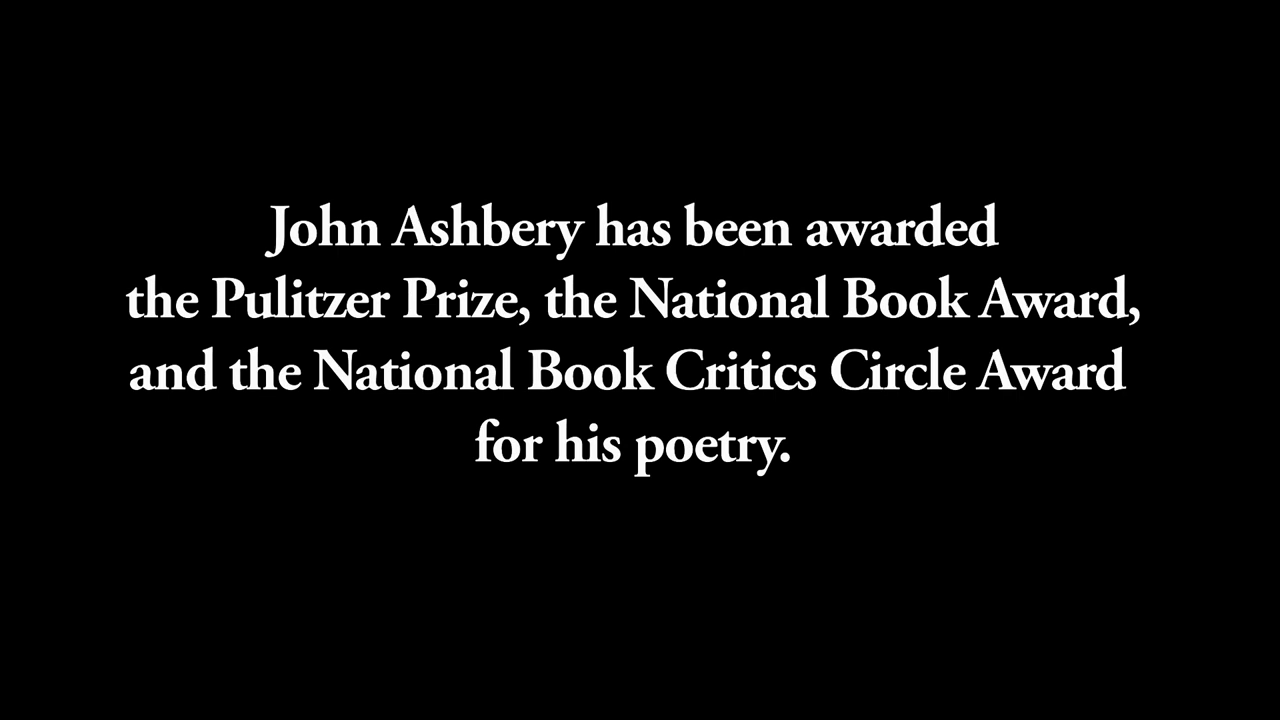 John Ashbery has been awarded
the Pulitzer Prize, the National Book Award,
and the National Book Critics Circle Award
for his poetry.